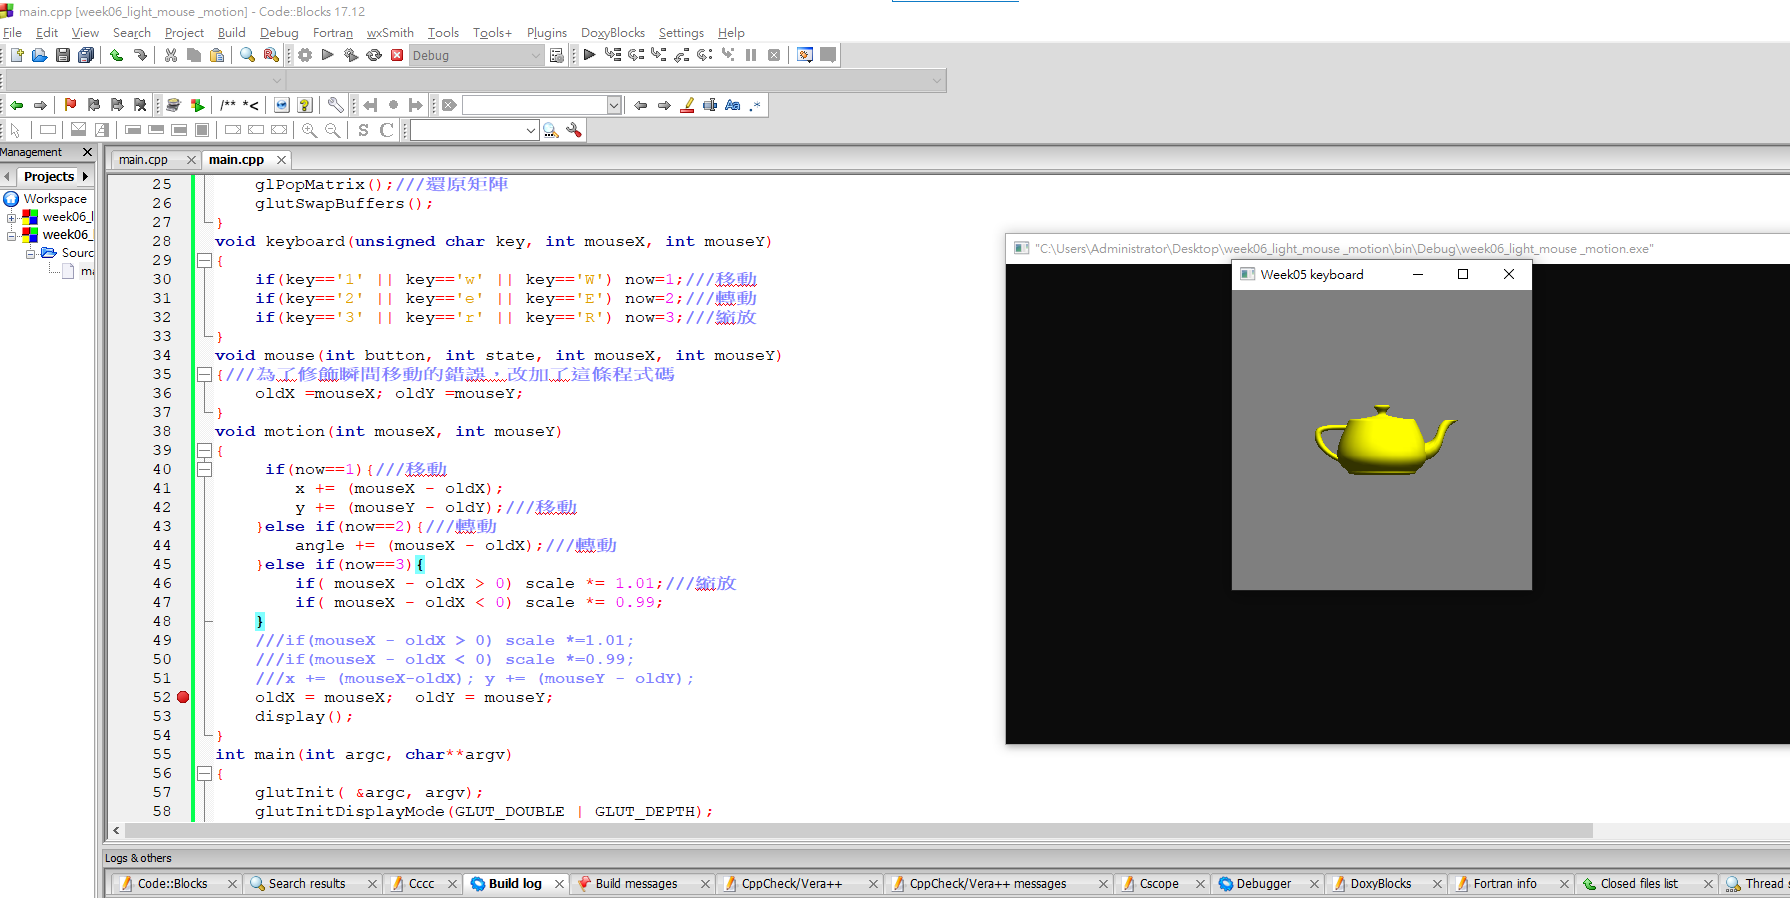 main.cpp [week06_light_mouse _motion] - Code::Blocks 17.12
File Edit View Search Project Build Debug Fortran wxSmith Tools Tools+ Plugins DoxyBlocks Settings Help
Debug
/** *<
Aa .*
S C
Management
Projects
Workspace
week06_l
week06_
Sourc
ma
main.cpp main.cpp
25 glPopMatrix();///還原矩陣
26 glutSwapBuffers();
27 }
28 void keyboard(unsigned char key, int mouseX, int mouseY)
29 {
30 if(key=='1' || key=='w' || key=='W') now=1;///移動
31 if(key=='2' || key=='e' || key=='E') now=2;///轉動
32 if(key=='3' || key=='r' || key=='R') now=3;///縮放
33 }
34 void mouse(int button, int state, int mouseX, int mouseY)
35 {///為了修飾瞬間移動的錯誤，改加了這條程式碼
36 oldX =mouseX; oldY =mouseY;
37 }
38 void motion(int mouseX, int mouseY)
39 {
40 if(now==1){///移動
41 x += (mouseX - oldX);
42 y += (mouseY - oldY);///移動
43 }else if(now==2){///轉動
44 angle += (mouseX - oldX);///轉動
45 }else if(now==3){
46 if( mouseX - oldX > 0) scale *= 1.01;///縮放
47 if( mouseX - oldX < 0) scale *= 0.99;
48 }
49 ///if(mouseX - oldX > 0) scale *=1.01;
50 ///if(mouseX - oldX < 0) scale *=0.99;
51 ///x += (mouseX-oldX); y += (mouseY - oldY);
52 oldX = mouseX; oldY = mouseY;
53 display();
54 }
55 int main(int argc, char**argv)
56 {
57 glutInit( &argc, argv);
58 glutInitDisplayMode(GLUT_DOUBLE | GLUT_DEPTH);
"C:\Users\Administrator\Desktop\week06_light_mouse _motion\bin\Debug\week06_light_mouse _motion.exe"
Week05 keyboard
Logs & others
Code::Blocks Search results Cccc Build log Build messages CppCheck/Vera++ CppCheck/Vera++ messages Cscope Debugger DoxyBlocks Fortran info Closed files list Thread s